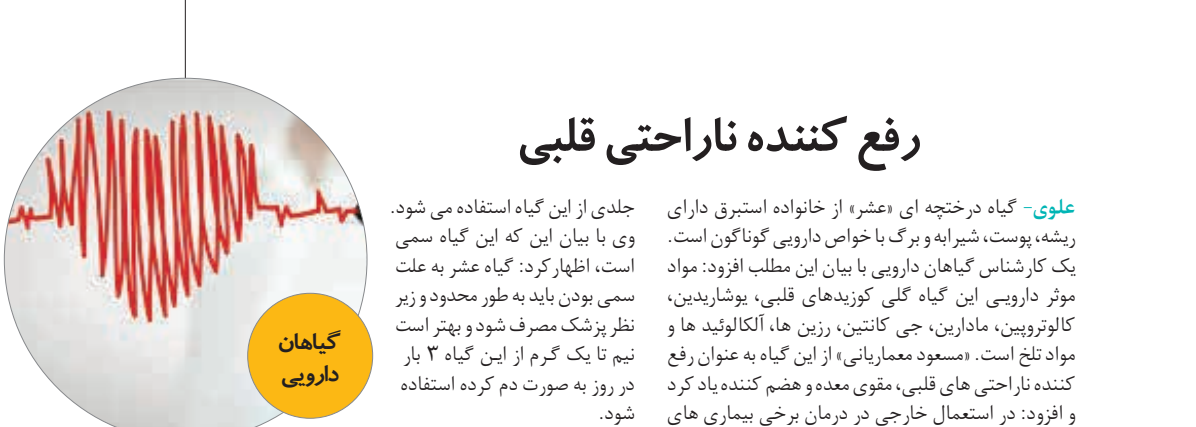 رفع کننده ناراحتی قلبی
علوی- گیاه درختچه ای «عشر» از خانواده استبرق دارای
ریشه، پوست، شیرابه و برگ با خواص دارویی گوناگون است.
یک کارشناس گیاهان دارویی با بیان این مطلب افزود: مواد
موثر دارویی این گیاه گلی کوزیدهای قلبی، یوشاریدین،
کالوتروپین، مادارین، جی کانتین، رزین ها، آلکالوئید ها و
مواد تلخ است. «مسعود معماریانی» از این گیاه به عنوان رفع
کننده ناراحتی های قلبی، مقوی معده و هضم کننده یاد کرد
و افزود: در استعمال خارجی در درمان برخی بیماری های
جلدی از این گیاه استفاده می شود.
وی با بیان این که این گیاه سمی
است، اظهار کرد: گیاه عشر به علت
سمی بودن باید به طور محدود و زیر
نظر پزشک مصرف شود و بهتر است
نیم تا یک گرم از این گیاه ۳ بار
در روز به صورت دم کرده استفاده
شود.
گیاهان
دارویی